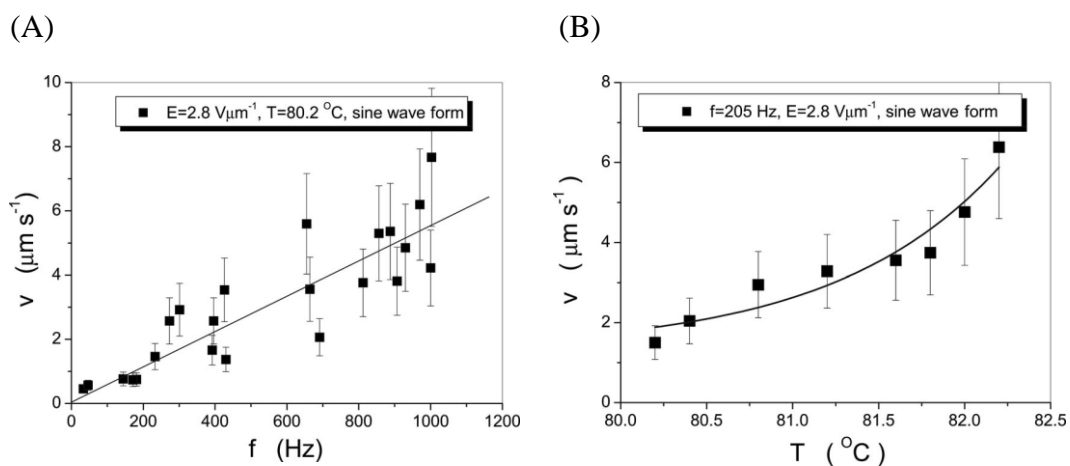 (A)
(B)
E=2.8 Vμm⁻¹, T=80.2 ᴼC, sine wave form
10
8
6
4
2
0
v (μm s⁻¹)
0 200 400 600 800 1000 1200
f (Hz)
f=205 Hz, E=2.8 Vμm⁻¹, sine wave form
8
6
4
2
0
v ( μm s⁻¹)
80.0 80.5 81.0 81.5 82.0 82.5
T ( ᴼC)